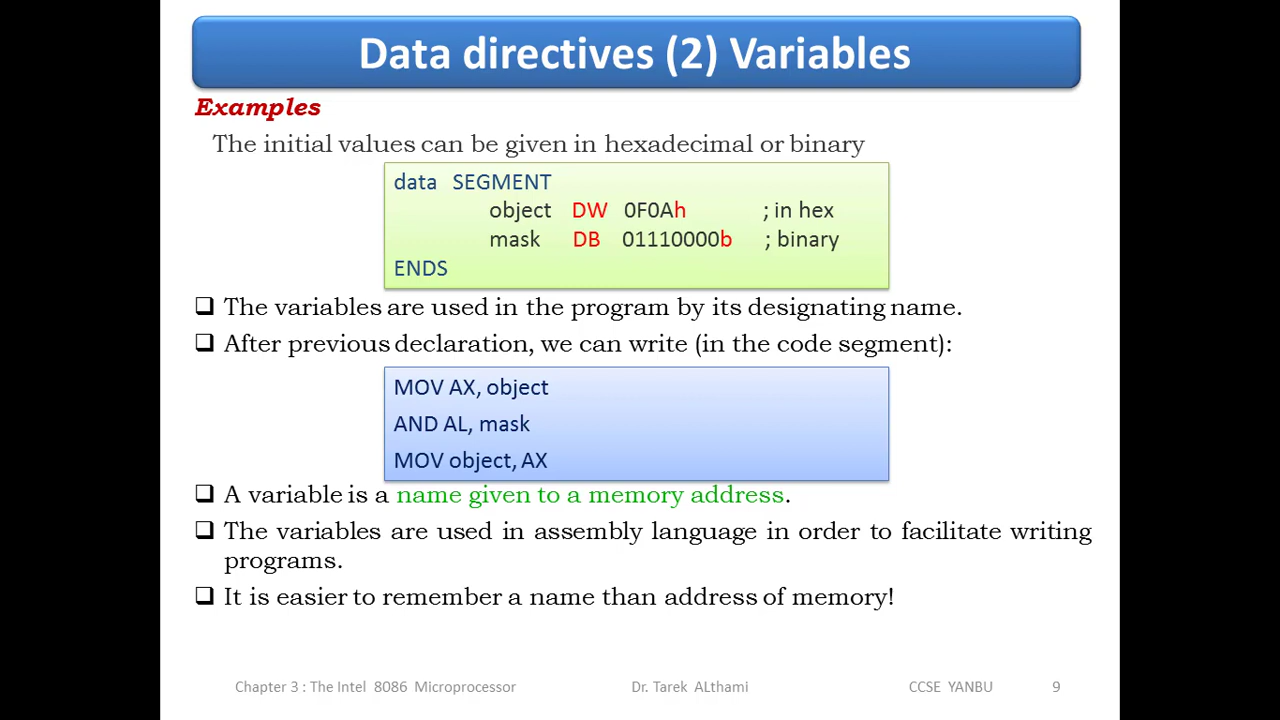 Data directives (2) Variables
Examples
The initial values can be given in hexadecimal or binary
data SEGMENT
object DW 0F0Ah ; in hex
mask DB 01110000b ; binary
ENDS
❑ The variables are used in the program by its designating name.
❑ After previous declaration, we can write (in the code segment):
MOV AX, object
AND AL, mask
MOV object, AX
❑ A variable is a name given to a memory address.
❑ The variables are used in assembly language in order to facilitate writing
programs.
❑ It is easier to remember a name than address of memory!
Chapter 3 : The Intel 8086 Microprocessor Dr. Tarek ALthami CCSE YANBU 9